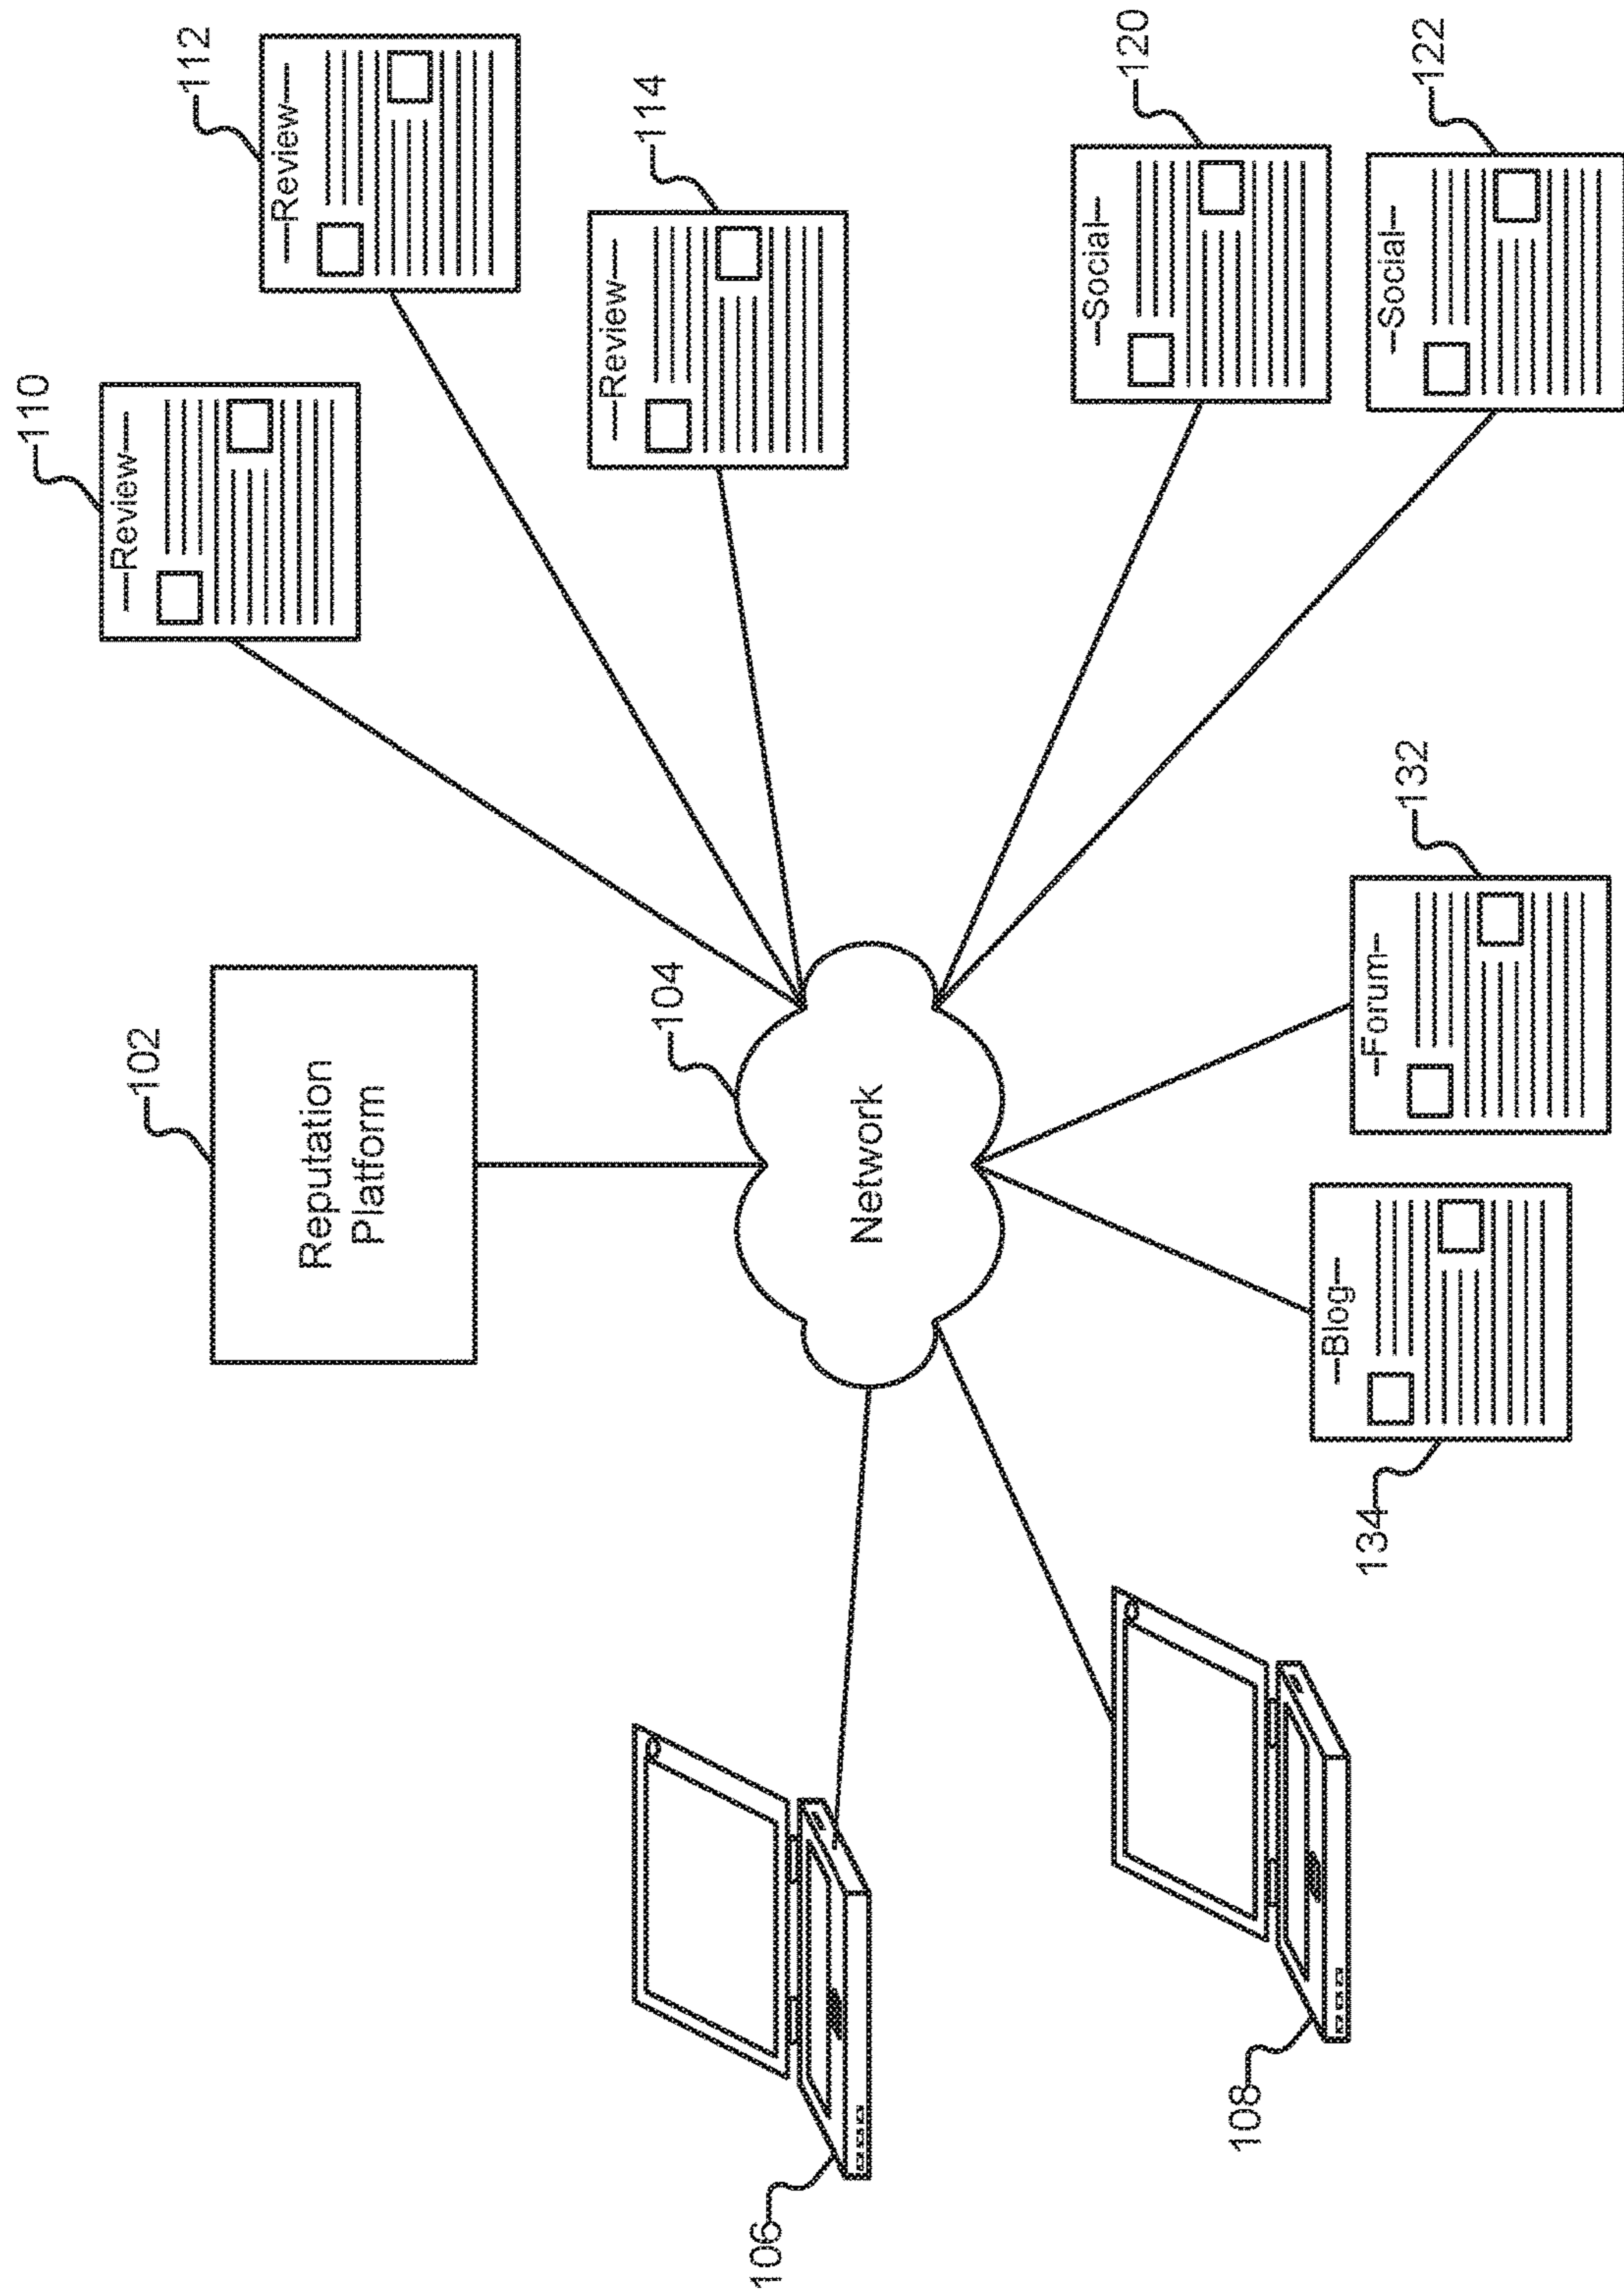 102
Reputation
Platform
110
---Review---
112
---Review---
114
---Review---
104
Network
106
108
120
--Social--
122
--Social--
132
--Forum--
134
---Blog---